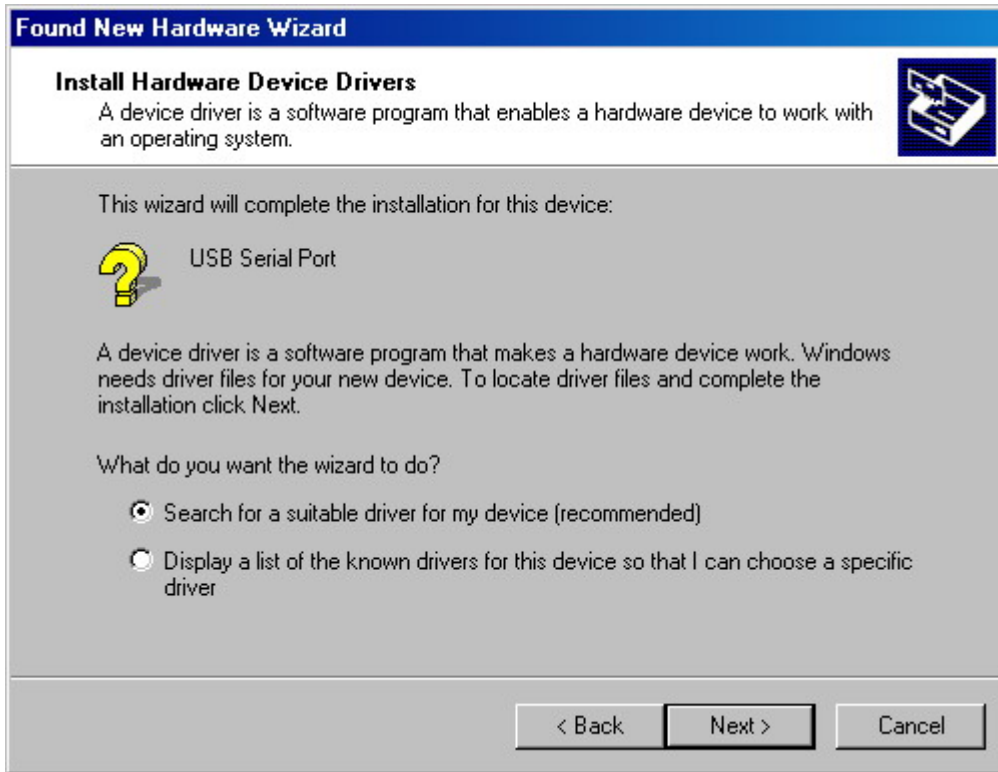 Found New Hardware Wizard
Install Hardware Device Drivers
A device driver is a software program that enables a hardware device to work with
an operating system.
This wizard will complete the installation for this device:
USB Serial Port
A device driver is a software program that makes a hardware device work. Windows
needs driver files for your new device. To locate driver files and complete the
installation click Next.
What do you want the wizard to do?
Search for a suitable driver for my device (recommended)
Display a list of the known drivers for this device so that I can choose a specific
driver
< Back Next > Cancel